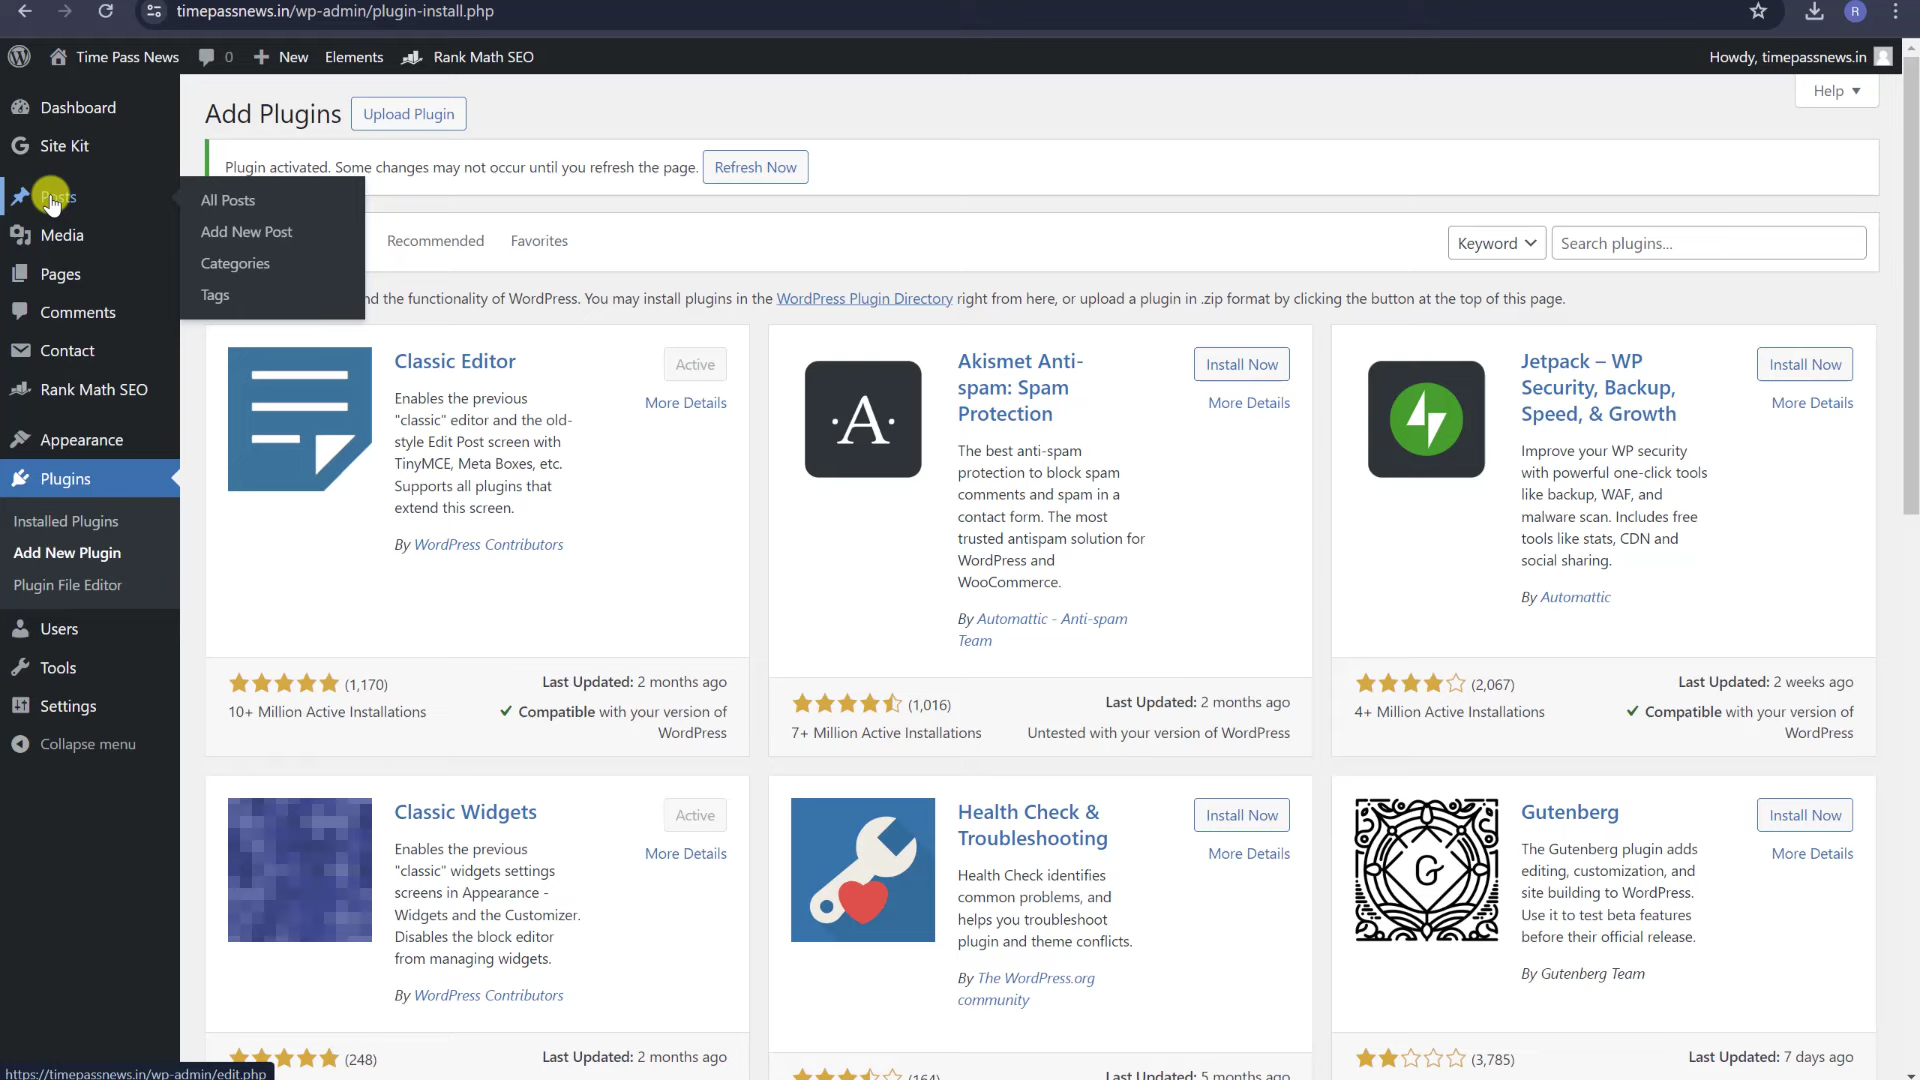 timepassnews.in/wp-admin/plugin-install.php
R
Time Pass News
0
New
Elements
Rank Math SEO
Howdy, timepassnews.in
Dashboard
Site Kit
Posts
Media
Pages
Comments
Contact
Rank Math SEO
Appearance
Plugins
Installed Plugins
Add New Plugin
Plugin File Editor
Users
Tools
Settings
Collapse menu
All Posts
Add New Post
Categories
Tags
Add Plugins
Upload Plugin
Help
Plugin activated. Some changes may not occur until you refresh the page.
Refresh Now
Recommended
Favorites
Keyword
Search plugins...
nd the functionality of WordPress. You may install plugins in the WordPress Plugin Directory right from here, or upload a plugin in .zip format by clicking the button at the top of this page.
Classic Editor
Active
More Details
Enables the previous
"classic" editor and the old-
style Edit Post screen with
TinyMCE, Meta Boxes, etc.
Supports all plugins that
extend this screen.
By WordPress Contributors
(1,170)
10+ Million Active Installations
Last Updated: 2 months ago
Compatible with your version of
WordPress
·A·
Akismet Anti-
spam: Spam
Protection
Install Now
More Details
The best anti-spam
protection to block spam
comments and spam in a
contact form. The most
trusted antispam solution for
WordPress and
WooCommerce.
By Automattic - Anti-spam
Team
(1,016)
7+ Million Active Installations
Last Updated: 2 months ago
Untested with your version of WordPress
Jetpack – WP
Security, Backup,
Speed, & Growth
Install Now
More Details
Improve your WP security
with powerful one-click tools
like backup, WAF, and
malware scan. Includes free
tools like stats, CDN and
social sharing.
By Automattic
(2,067)
4+ Million Active Installations
Last Updated: 2 weeks ago
Compatible with your version of
WordPress
Classic Widgets
Active
More Details
Enables the previous
"classic" widgets settings
screens in Appearance -
Widgets and the Customizer.
Disables the block editor
from managing widgets.
By WordPress Contributors
(248)
Last Updated: 2 months ago
Health Check &
Troubleshooting
Install Now
More Details
Health Check identifies
common problems, and
helps you troubleshoot
plugin and theme conflicts.
By The WordPress.org
community
(164)
Last Updated: 5 months ago
G
Gutenberg
Install Now
More Details
The Gutenberg plugin adds
editing, customization, and
site building to WordPress.
Use it to test beta features
before their official release.
By Gutenberg Team
(3,785)
Last Updated: 7 days ago
https://timepassnews.in/wp-admin/edit.php